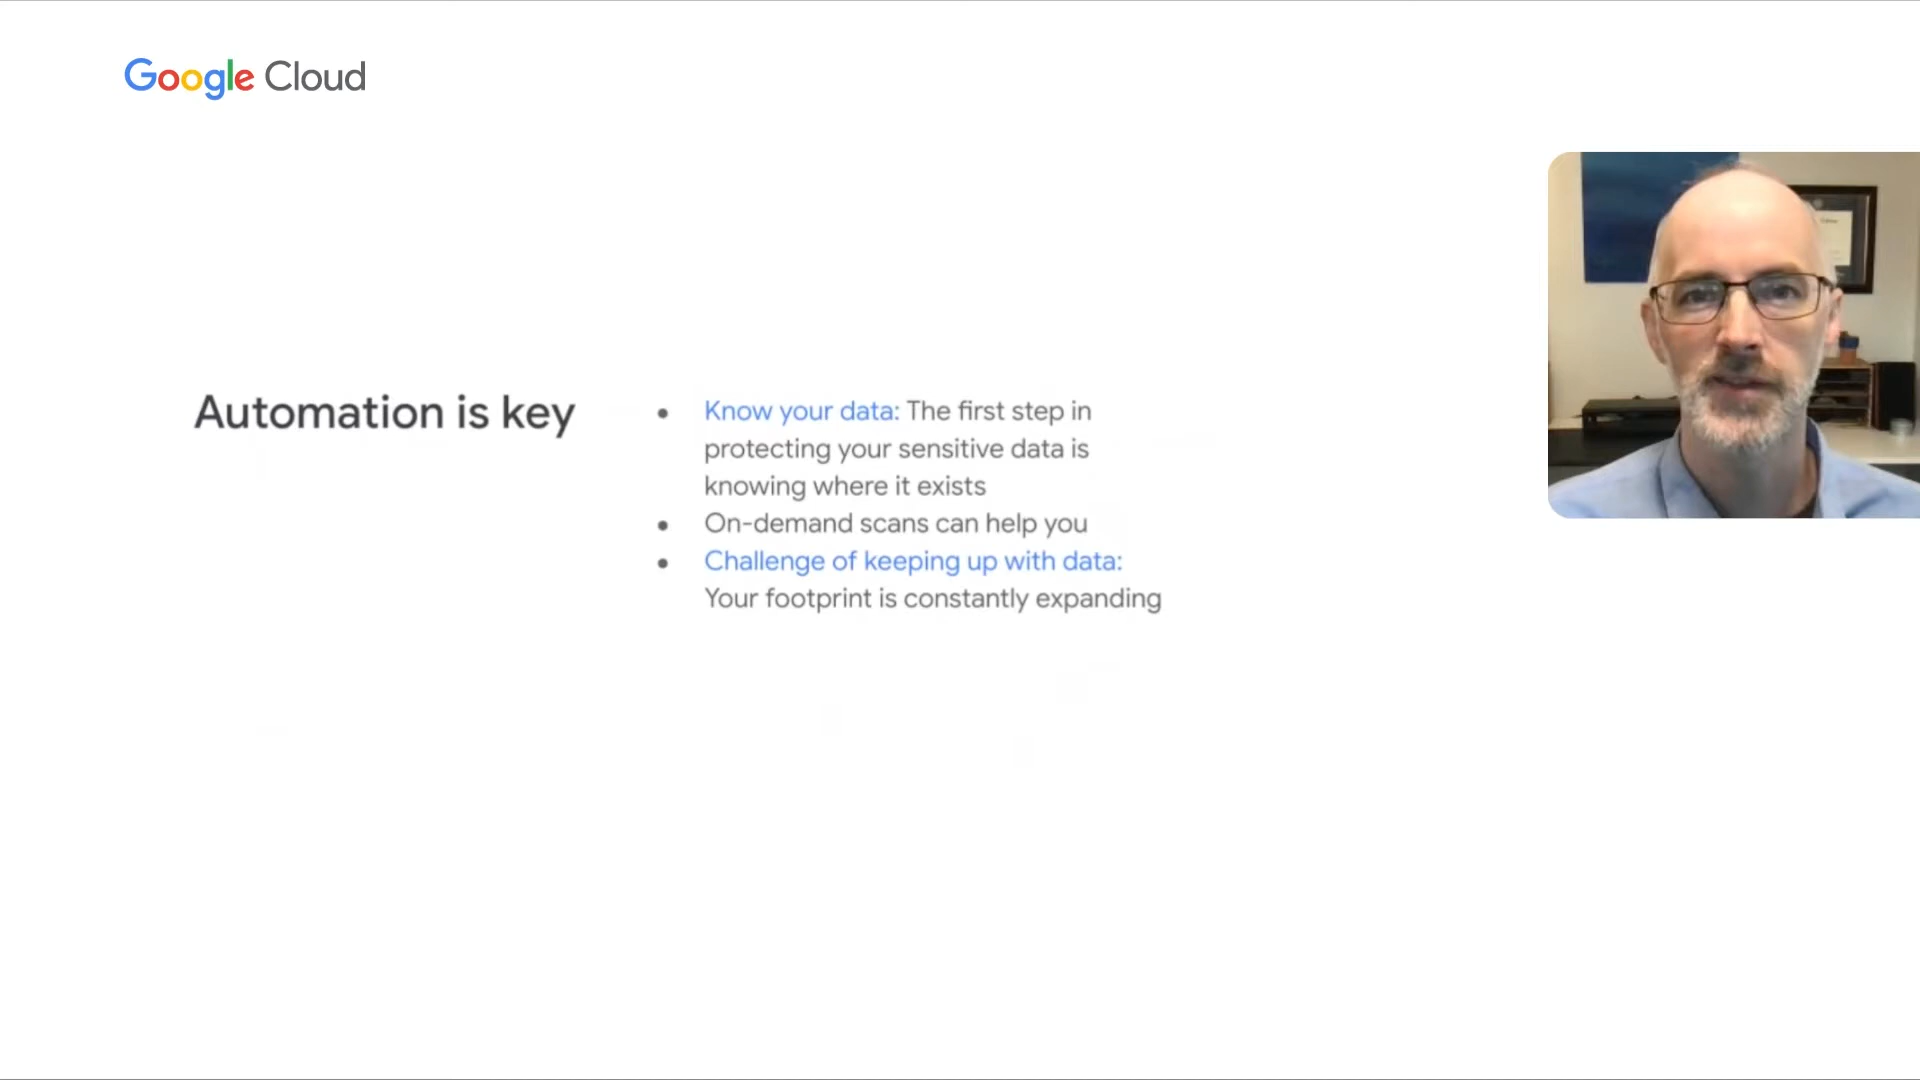 Google Cloud
Automation is key
• Know your data: The first step in
protecting your sensitive data is
knowing where it exists
• On-demand scans can help you
• Challenge of keeping up with data:
Your footprint is constantly expanding